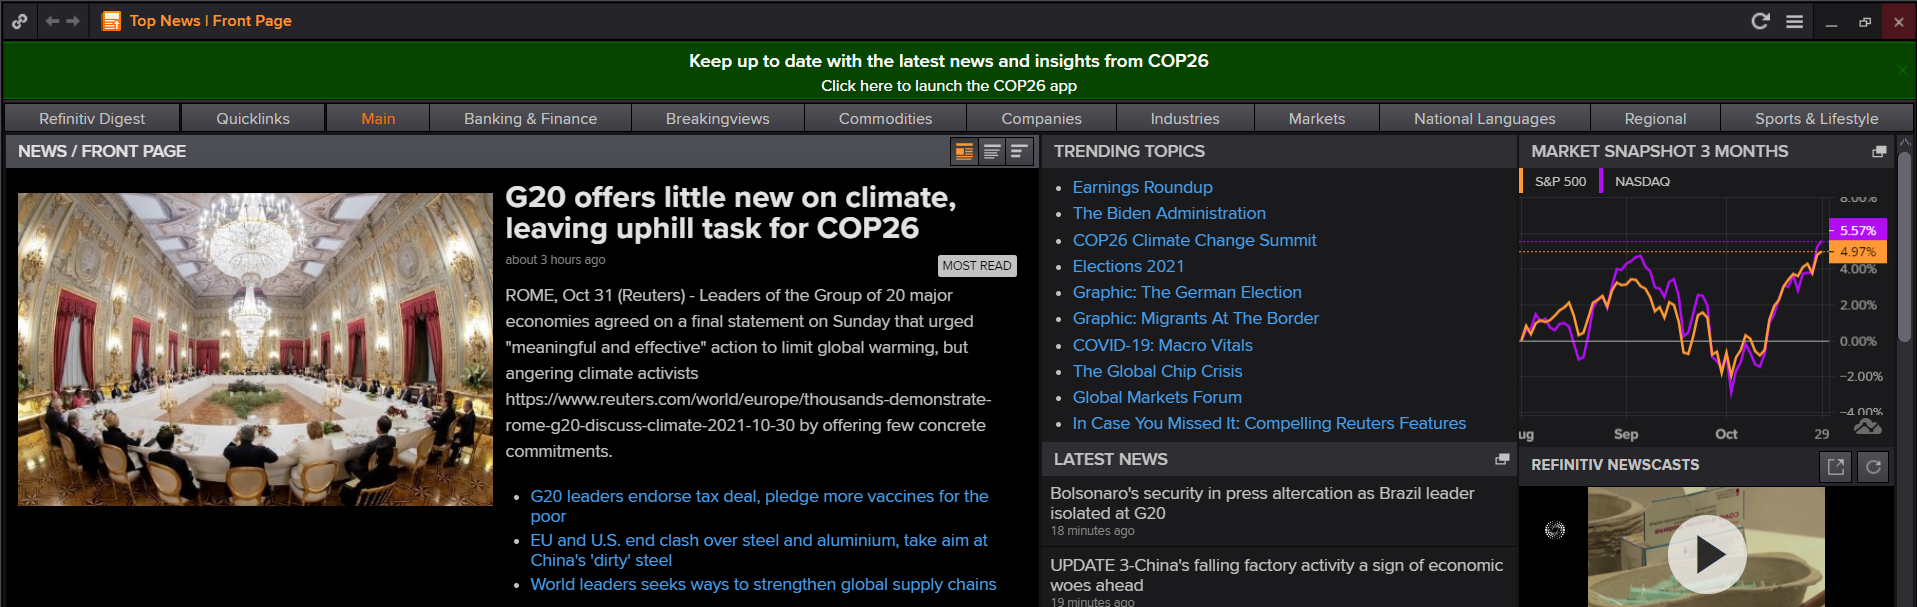 Top News | Front Page
Keep up to date with the latest news and insights from COP26
Click here to launch the COP26 app
Refinitiv Digest
Quicklinks
Main
Banking & Finance
Breakingviews
Commodities
Companies
Industries
Markets
National Languages
Regional
Sports & Lifestyle
NEWS / FRONT PAGE
G20 offers little new on climate,
leaving uphill task for COP26
about 3 hours ago
MOST READ
ROME, Oct 31 (Reuters) - Leaders of the Group of 20 major
economies agreed on a final statement on Sunday that urged
"meaningful and effective" action to limit global warming, but
angering climate activists
https://www.reuters.com/world/europe/thousands-demonstrate-
rome-g20-discuss-climate-2021-10-30 by offering few concrete
commitments.
G20 leaders endorse tax deal, pledge more vaccines for the
poor
EU and U.S. end clash over steel and aluminium, take aim at
China's 'dirty' steel
World leaders seeks ways to strengthen global supply chains
TRENDING TOPICS
Earnings Roundup
The Biden Administration
COP26 Climate Change Summit
Elections 2021
Graphic: The German Election
Graphic: Migrants At The Border
COVID-19: Macro Vitals
The Global Chip Crisis
Global Markets Forum
In Case You Missed It: Compelling Reuters Features
LATEST NEWS
Bolsonaro's security in press altercation as Brazil leader
isolated at G20
18 minutes ago
UPDATE 3-China's falling factory activity a sign of economic
woes ahead
19 minutes ago
MARKET SNAPSHOT 3 MONTHS
S&P 500
NASDAQ
8.00%
5.57%
4.97%
4.00%
2.00%
0.00%
-2.00%
-4.00%
ug
Sep
Oct
29
REFINITIV NEWSCASTS